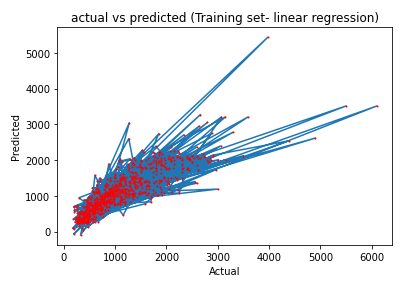 actual vs predicted (Training set- linear regression)
5000
4000
3000
2000
1000
0
Predicted
0 1000 2000 3000 4000 5000 6000
Actual